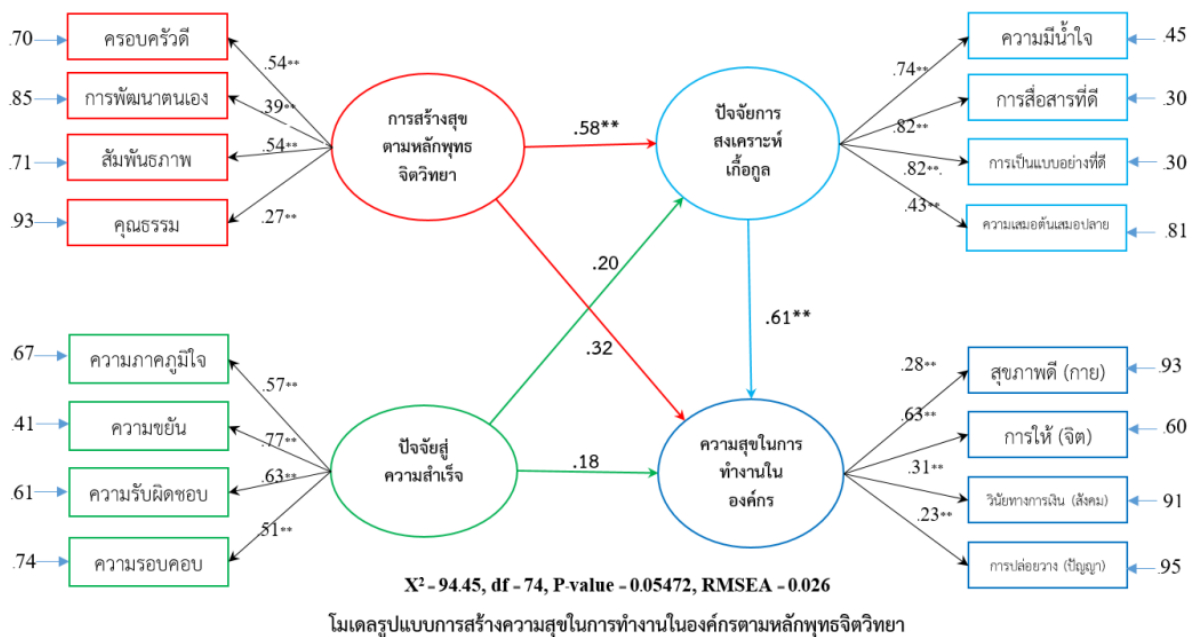 .70
ครอบครัวดี
.54**
.85
การพัฒนาตนเอง
.39**
.71
สัมพันธภาพ
.54**
.93
คุณธรรม
.27**
การสร้างสุข
ตามหลักพุทธ
จิตวิทยา
.58**
ปัจจัยการ
สงเคราะห์
เกื้อกูล
.74**
ความมีน้ำใจ
.45
.82**
การสื่อสารที่ดี
.30
.82**.
การเป็นแบบอย่างที่ดี
.30
.43**
ความเสมอต้นเสมอปลาย
.81
.20
.32
.61**
.67
ความภาคภูมิใจ
.57**
.41
ความขยัน
.77**
.61
ความรับผิดชอบ
.63**
.74
ความรอบคอบ
.51**
ปัจจัยสู่
ความสำเร็จ
.18
ความสุขในการ
ทำงานใน
องค์กร
.28**
สุขภาพดี (กาย)
.93
.63**
การให้ (จิต)
.60
.31**
วินัยทางการเงิน (สังคม)
.91
.23**
การปล่อยวาง (ปัญญา)
.95
X² - 94.45, df - 74, P-value - 0.05472, RMSEA - 0.026
โมเดลรูปแบบการสร้างความสุขในการทำงานในองค์กรตามหลักพุทธจิตวิทยา